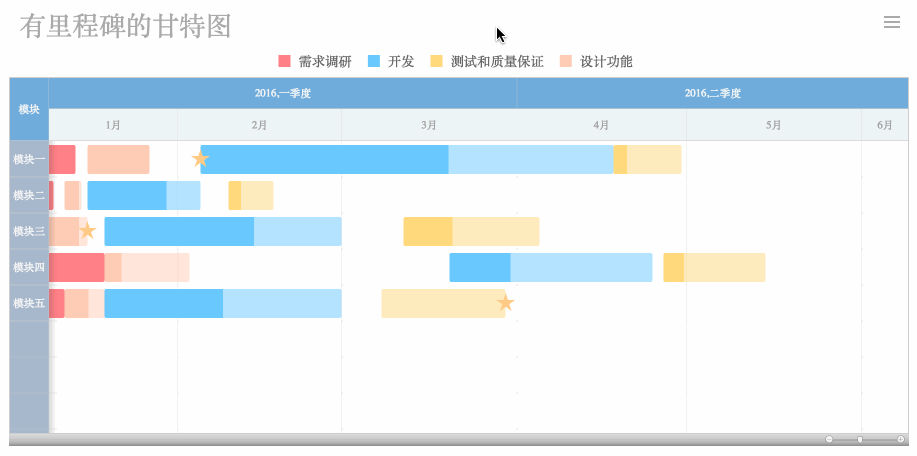 有里程碑的甘特图
需求调研 开发 测试和质量保证 设计功能
模块 2016,一季度 2016,二季度
1月 2月 3月 4月 5月 6月
模块一
模块二
模块三
模块四
模块五